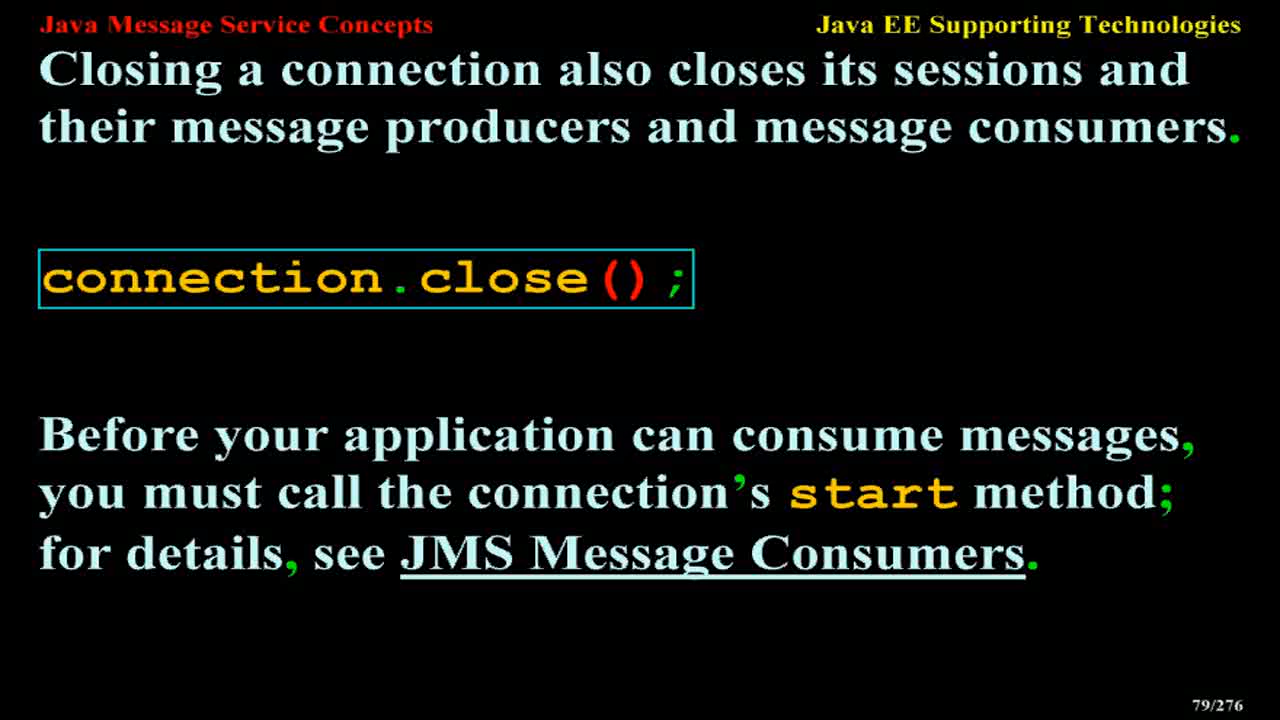 Java Message Service Concepts Java EE Supporting Technologies
Closing a connection also closes its sessions and
their message producers and message consumers.
connection.close();
Before your application can consume messages,
you must call the connection’s start method;
for details, see JMS Message Consumers.
79/276